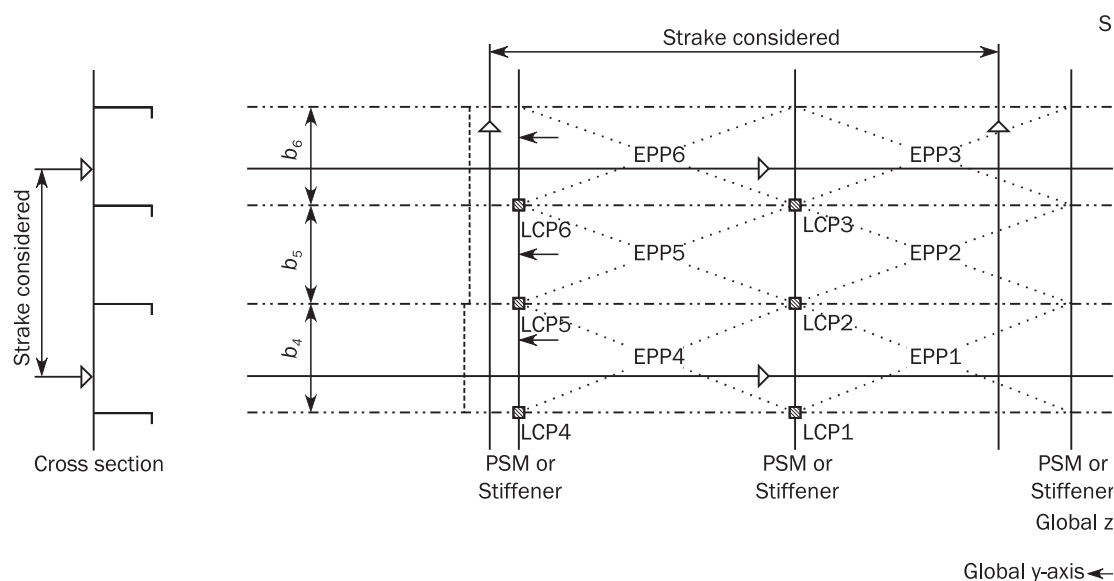 S
Strake considered
b₆
EPP6
EPP3
Strake considered
LCP6
LCP3
b₅
EPP5
EPP2
LCP5
LCP2
b₄
EPP4
EPP1
LCP4
LCP1
Cross section
PSM or
Stiffener
PSM or
Stiffener
PSM or
Stiffener
Global z
Global y-axis